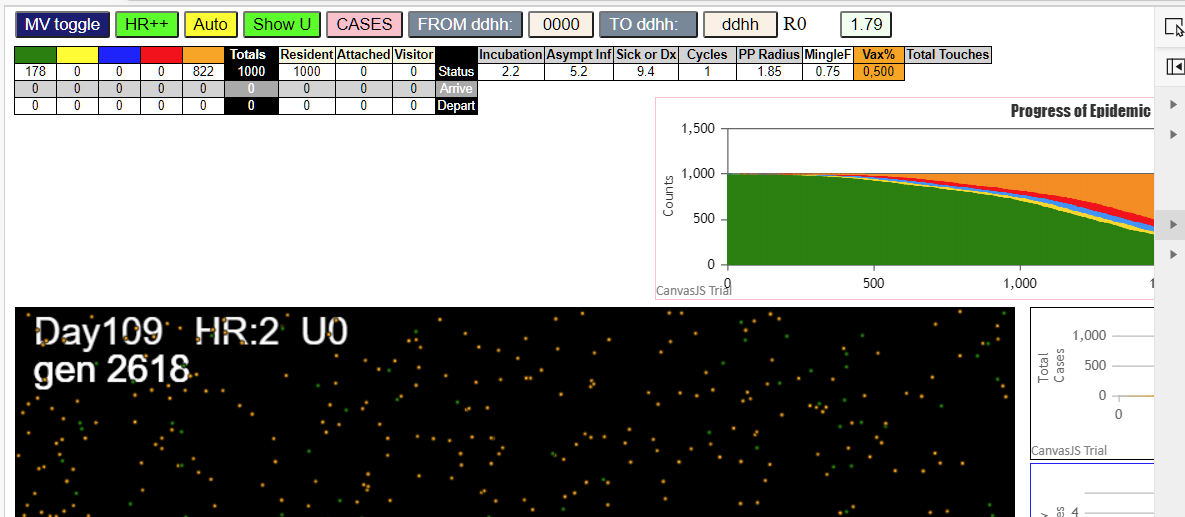 MV toggle HR++ Auto Show U CASES FROM ddhh: 0000 TO ddhh: ddhh R0 1.79
Totals Resident Attached Visitor Incubation Asympt Inf Sick or Dx Cycles PP Radius MingleF Vax% Total Touches
178 0 0 0 822 1000 1000 0 0 Status 2.2 5.2 9.4 1 1.85 0.75 0,500
0 0 0 0 0 0 0 0 0 Arrive
0 0 0 0 0 0 0 0 0 Depart
Progress of Epidemic
1,500
1,000
500
0
Counts
0 500 1,000 1
CanvasJS Trial
Day109 HR:2 U0
gen 2618
1,000
500
0
Total
Cases
0
CanvasJS Trial
4